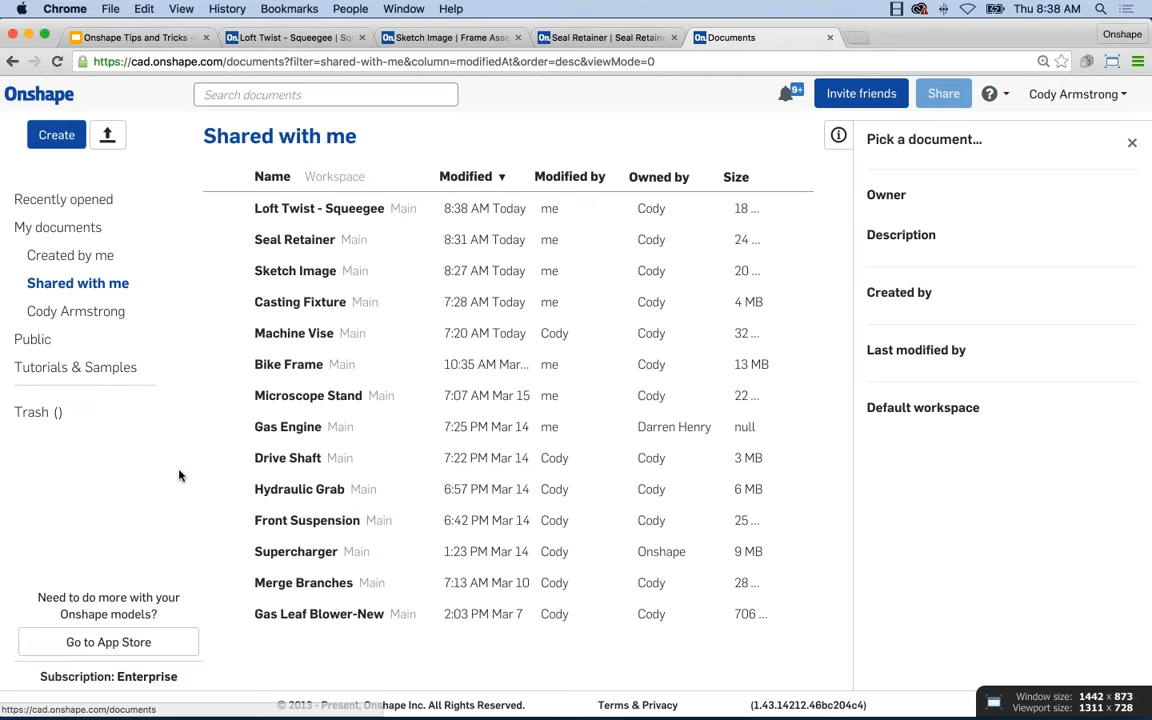 Chrome File Edit View History Bookmarks People Window Help Thu 8:38 AM
Onshape Tips and Tricks - Loft Twist - Squeegee | Sq Sketch Image | Frame Asse Seal Retainer | Seal Retaine Documents Onshape
https://cad.onshape.com/documents?filter=shared-with-me&column=modifiedAt&order=desc&viewMode=0
Onshape Search documents 9+ Invite friends Share Cody Armstrong
Create
Recently opened
My documents
Created by me
Shared with me
Cody Armstrong
Public
Tutorials & Samples
Trash ()
Need to do more with your
Onshape models?
Go to App Store
Subscription: Enterprise
https://cad.onshape.com/documents
Shared with me
Name Workspace Modified ▼ Modified by Owned by Size
Loft Twist - Squeegee Main 8:38 AM Today me Cody 18 ...
Seal Retainer Main 8:31 AM Today me Cody 24 ...
Sketch Image Main 8:27 AM Today me Cody 20 ...
Casting Fixture Main 7:28 AM Today me Cody 4 MB
Machine Vise Main 7:20 AM Today Cody Cody 32 ...
Bike Frame Main 10:35 AM Mar... me Cody 13 MB
Microscope Stand Main 7:07 AM Mar 15 me Cody 22 ...
Gas Engine Main 7:25 PM Mar 14 me Darren Henry null
Drive Shaft Main 7:22 PM Mar 14 Cody Cody 3 MB
Hydraulic Grab Main 6:57 PM Mar 14 Cody Cody 6 MB
Front Suspension Main 6:42 PM Mar 14 Cody Cody 25 ...
Supercharger Main 1:23 PM Mar 14 Cody Onshape 9 MB
Merge Branches Main 7:13 AM Mar 10 Cody Cody 28 ...
Gas Leaf Blower-New Main 2:03 PM Mar 7 Cody Cody 706 ...
Pick a document...
Owner
Description
Created by
Last modified by
Default workspace
© 2013 - Present, Onshape Inc. All Rights Reserved. Terms & Privacy (1.43.14212.46bc204c4)
Window size: 1442 x 873
Viewport size: 1311 x 728